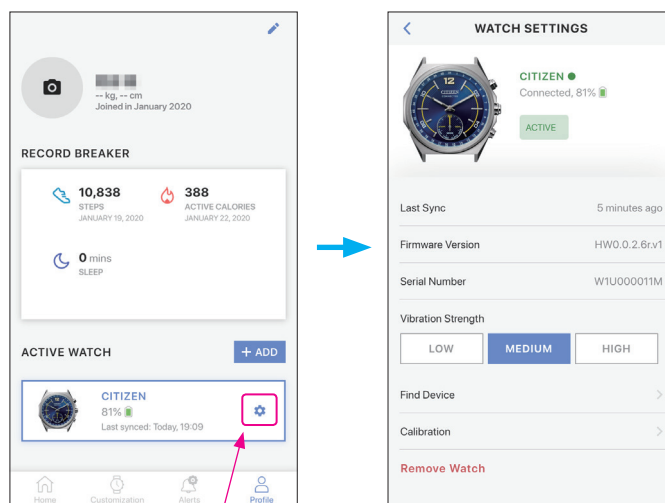 -- kg, -- cm
Joined in January 2020
RECORD BREAKER
10,838
STEPS
JANUARY 19, 2020
388
ACTIVE CALORIES
JANUARY 22, 2020
0 mins
SLEEP
ACTIVE WATCH
+ ADD
CITIZEN
81%
Last synced: Today, 19:09
Home
Customization
Alerts
Profile
WATCH SETTINGS
12
CITIZEN
CITIZEN
Connected, 81%
ACTIVE
Last Sync
5 minutes ago
Firmware Version
HW0.0.2.6r.v1
Serial Number
W1U000011M
Vibration Strength
LOW
MEDIUM
HIGH
Find Device
Calibration
Remove Watch